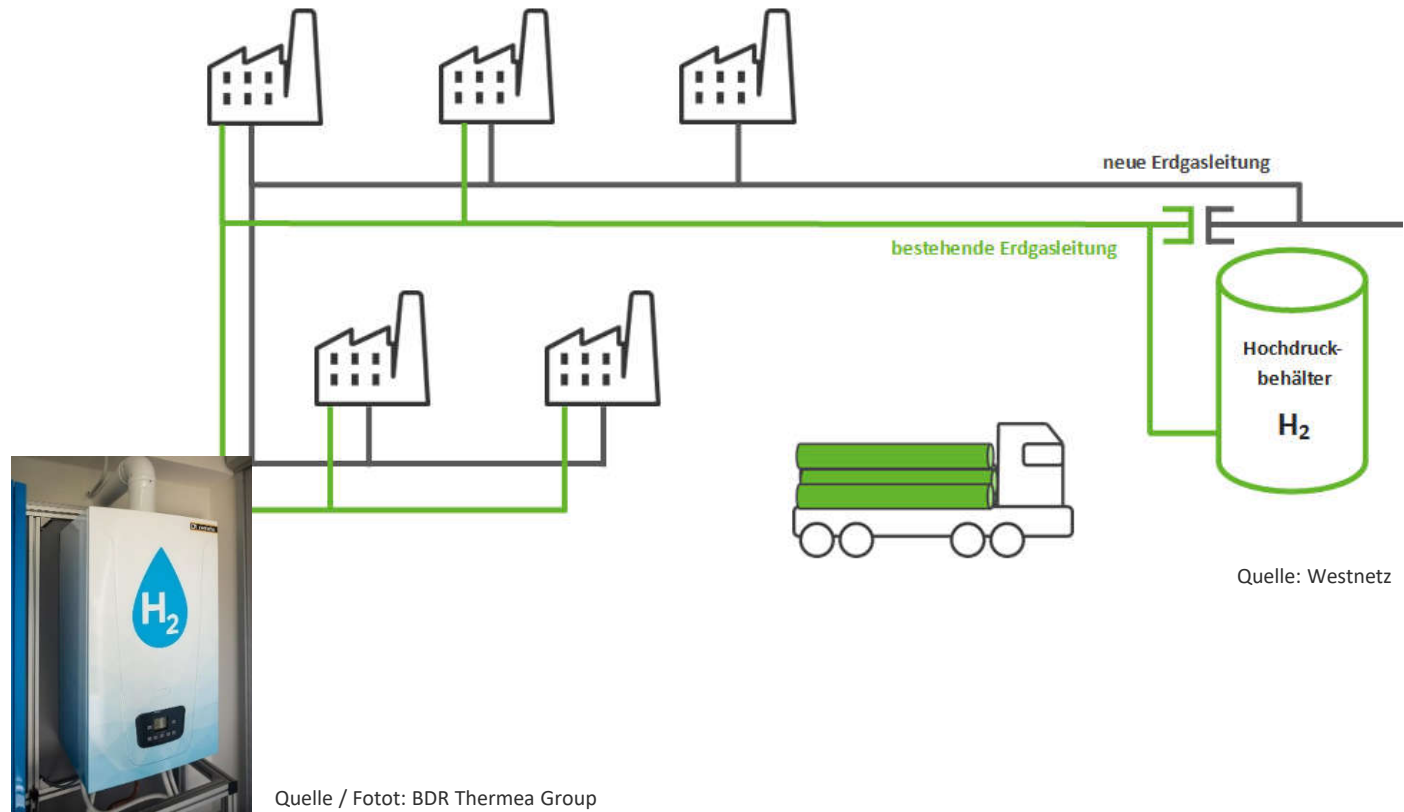 neue Erdgasleitung
bestehende Erdgasleitung
Hochdruck-
behälter
H₂
Quelle: Westnetz
H₂
Quelle / Fotot: BDR Thermea Group